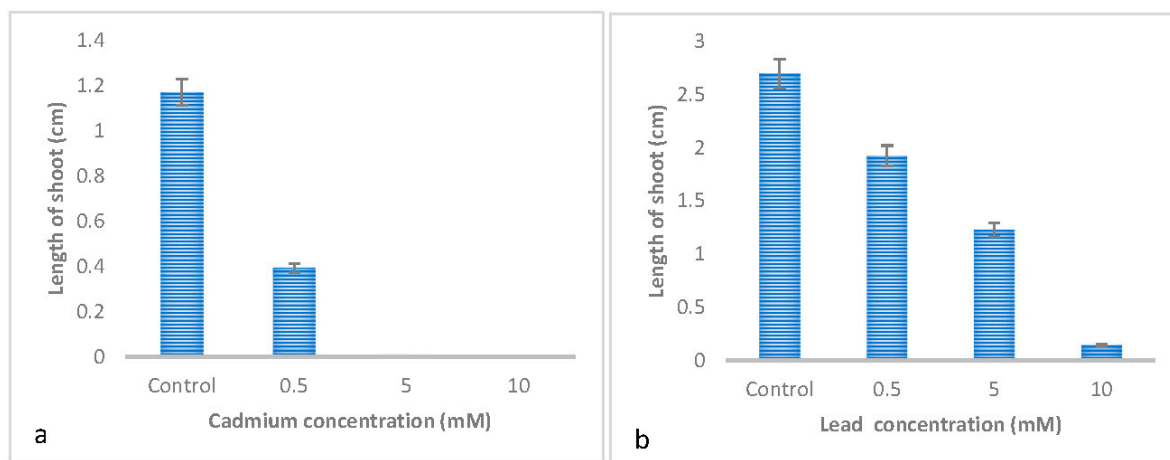 Length of shoot (cm)
1.4
1.2
1
0.8
0.6
0.4
0.2
0
Control 0.5 5 10
Cadmium concentration (mM)
a
Length of shoot (cm)
3
2.5
2
1.5
1
0.5
0
Control 0.5 5 10
Lead concentration (mM)
b